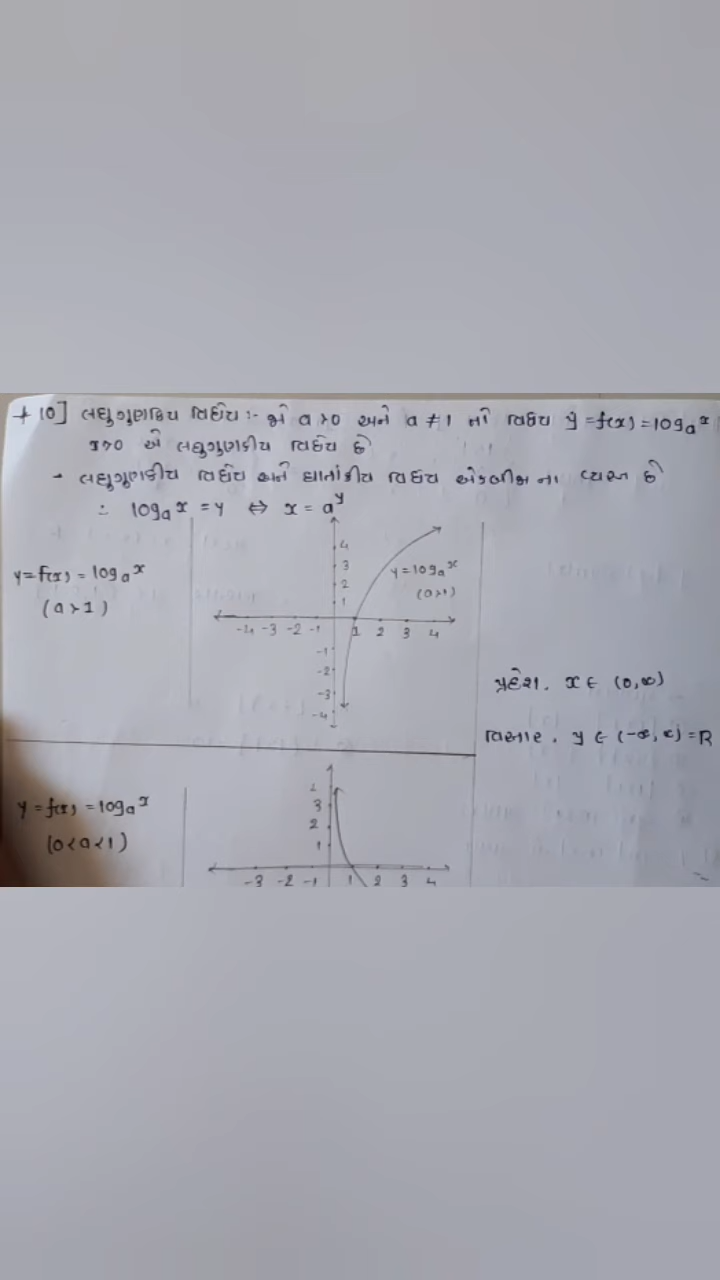 * 10] લઘુગુણકીય વિધેય :- જો a > 0 અને a ≠ 1 તો વિધેય y = f(x) = logₐx
x>0 એ લઘુગુણકીય વિધેય છે
- લઘુગુણકીય વિધેય અને ઘાતાંકીય વિધેય એકબીજાના વ્યસ્ત છે
∴ logₐx = y ⇔ x = aʸ
y = f(x) = logₐx
(a > 1)
4
3
2
1
y = logₐx
(a>1)
-4 -3 -2 -1 1 2 3 4
-1
-2
-3
-4
પ્રદેશ. x ∈ (0, ∞)
વિસ્તાર. y ∈ (-∞, ∞) = R
y = f(x) = logₐx
(0<a<1)
3
2
1
-3 -2 -1 1 2 3 4